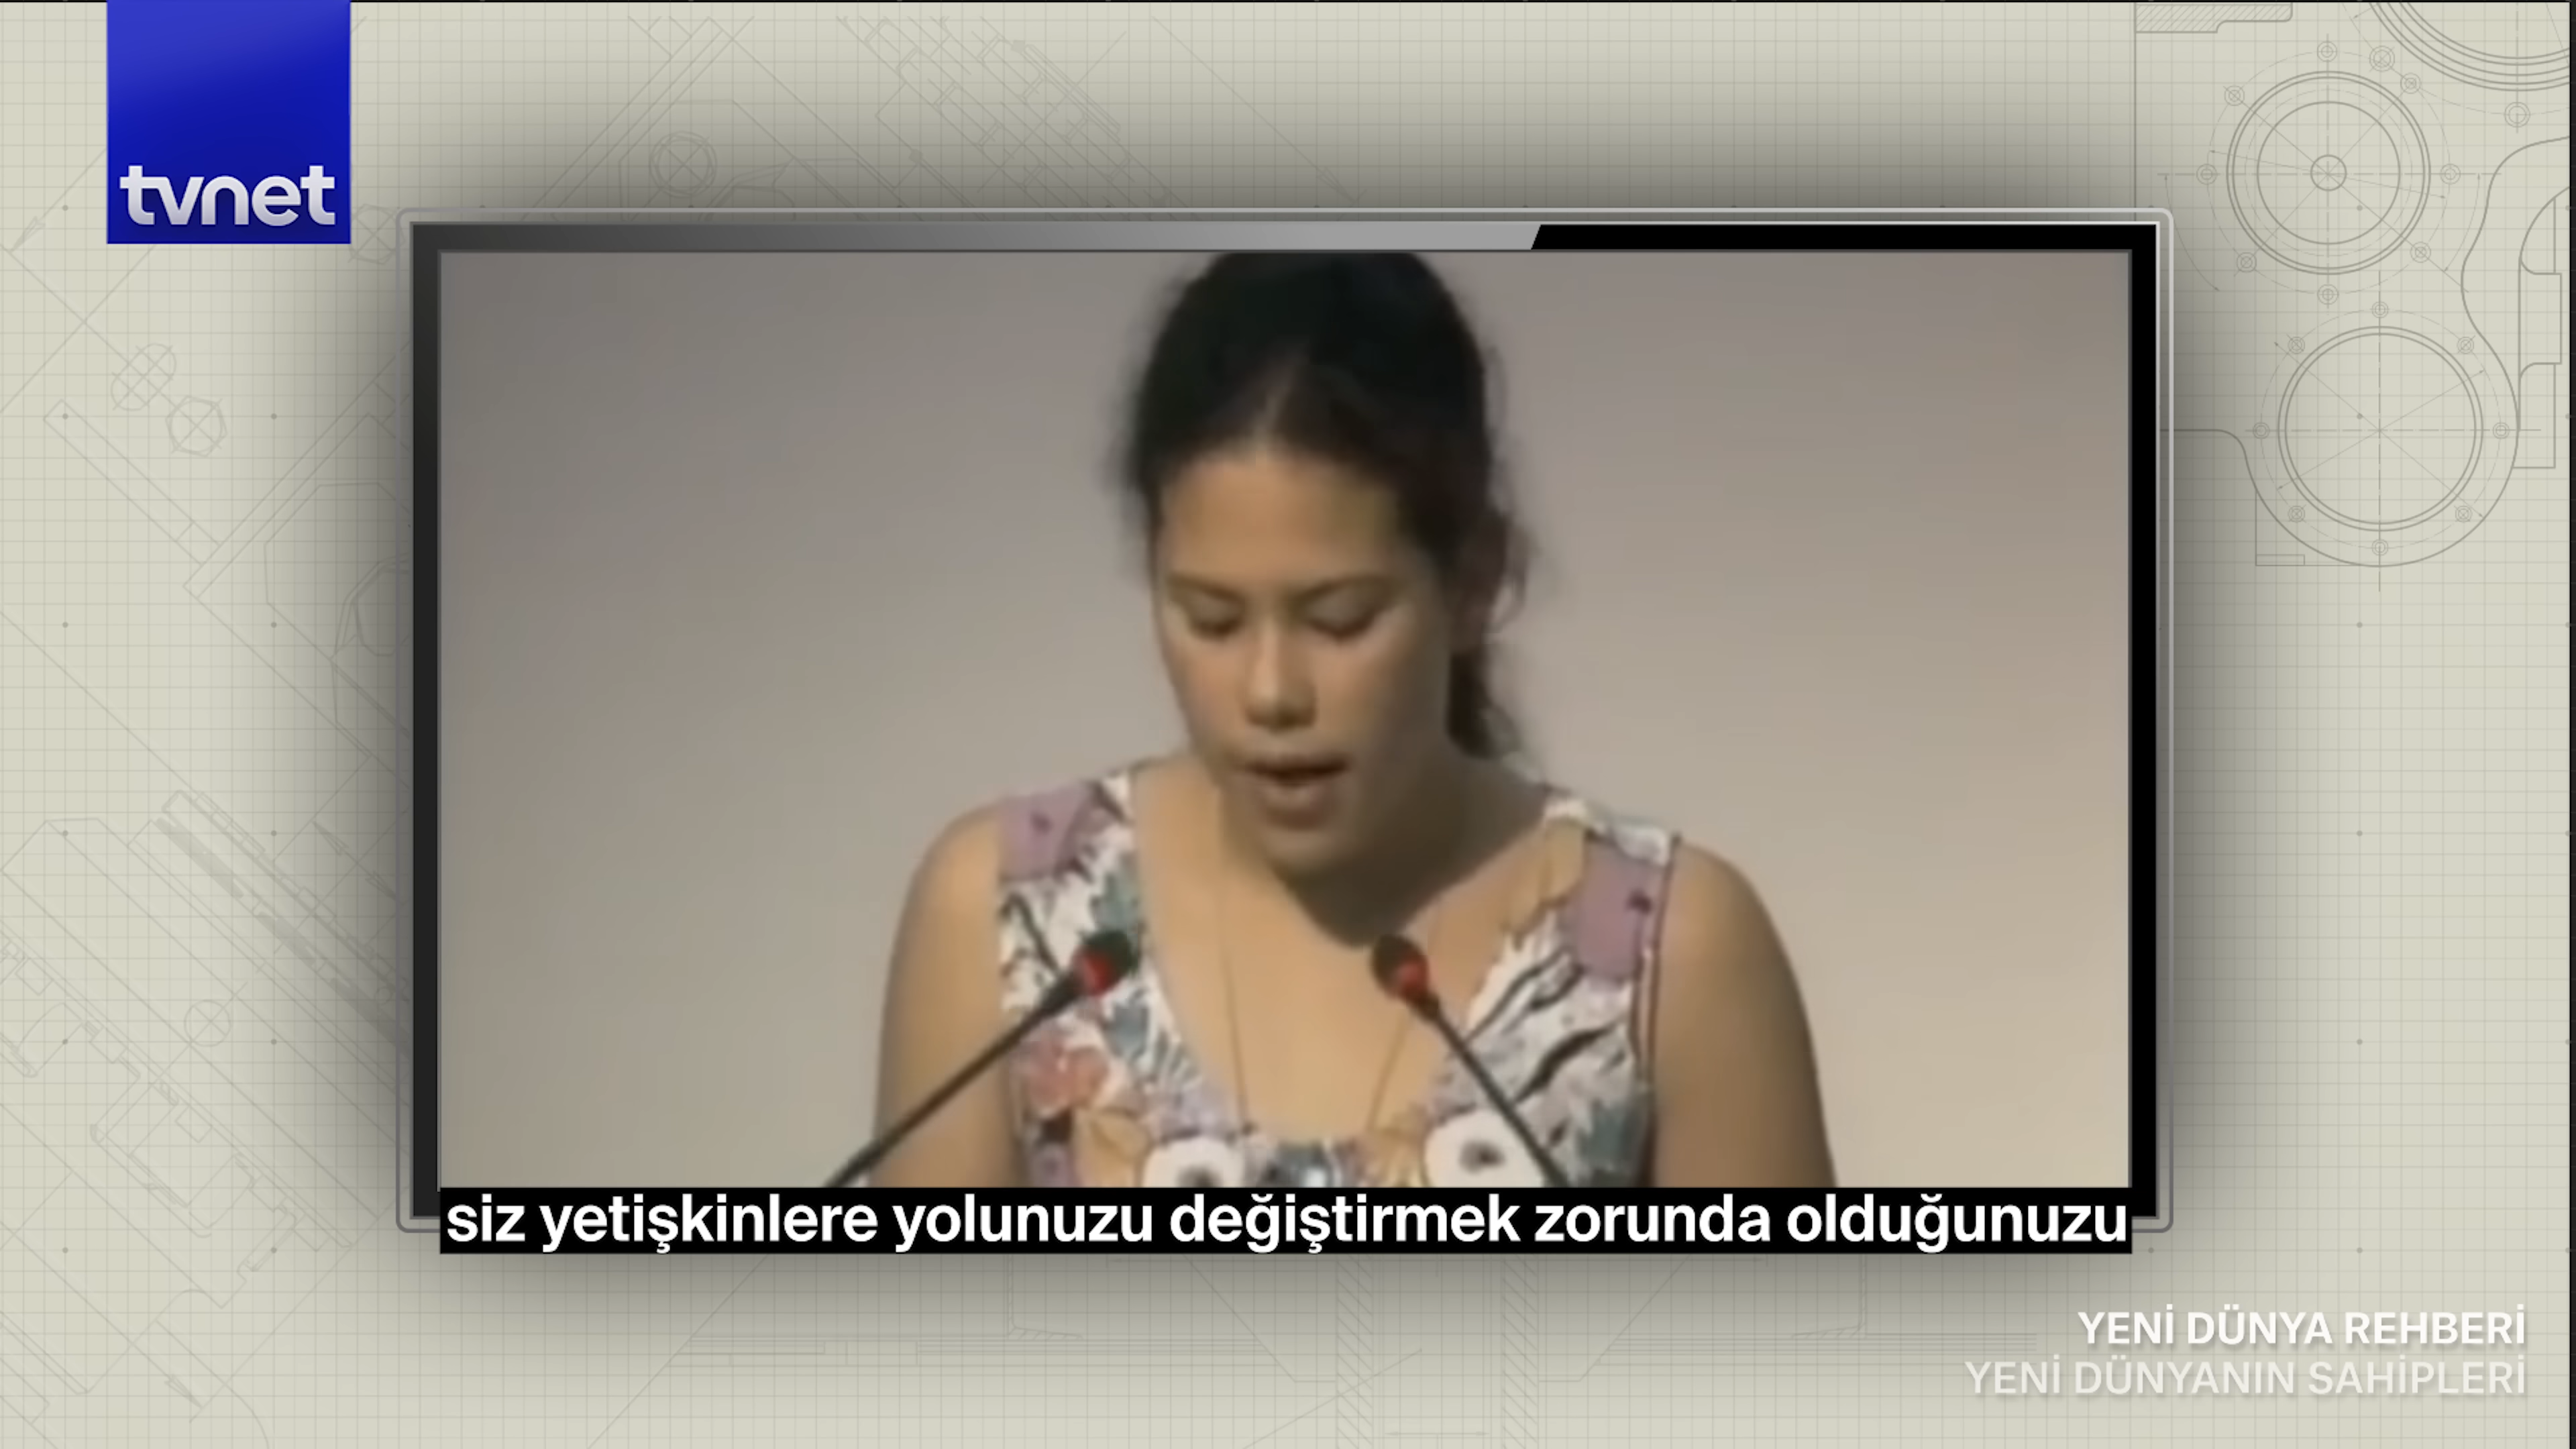 tvnet
siz yetişkinlere yolunuzu değiştirmek zorunda olduğunuzu
YENİ DÜNYA REHBERİ
YENİ DÜNYANIN SAHİPLERİ